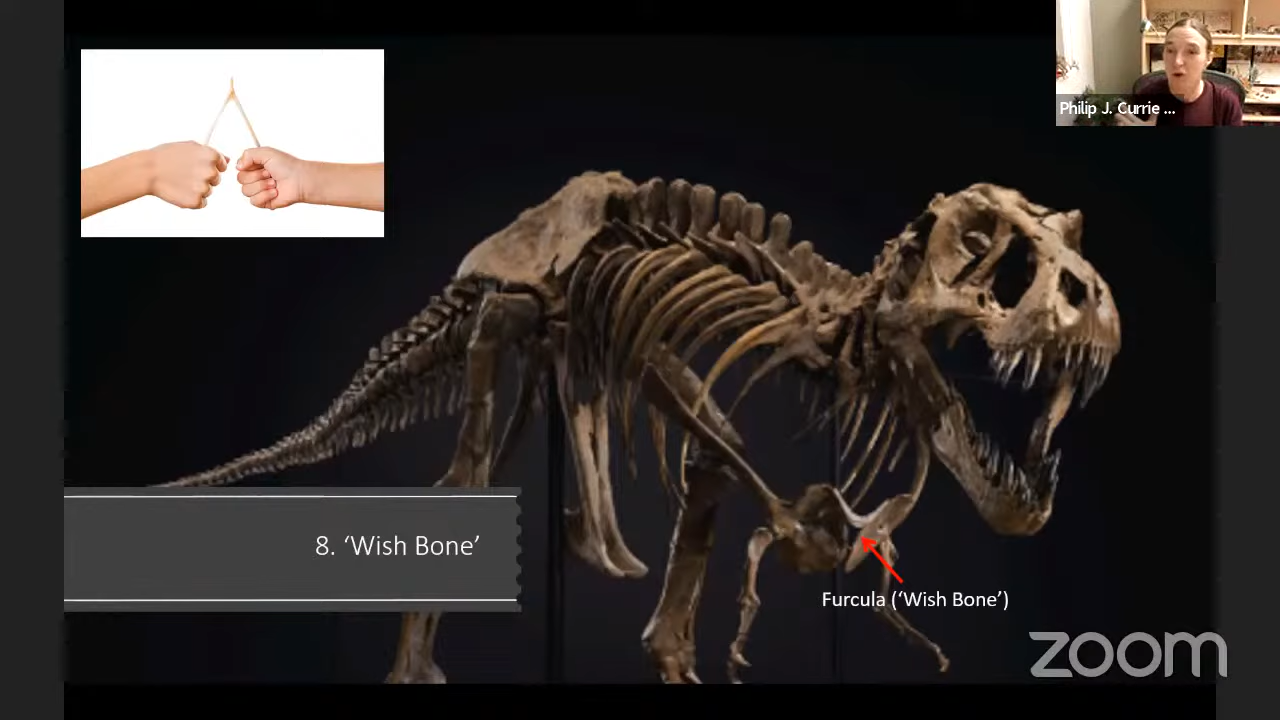 Philip J. Currie ...
8. ‘Wish Bone’
Furcula (‘Wish Bone’)
zoom